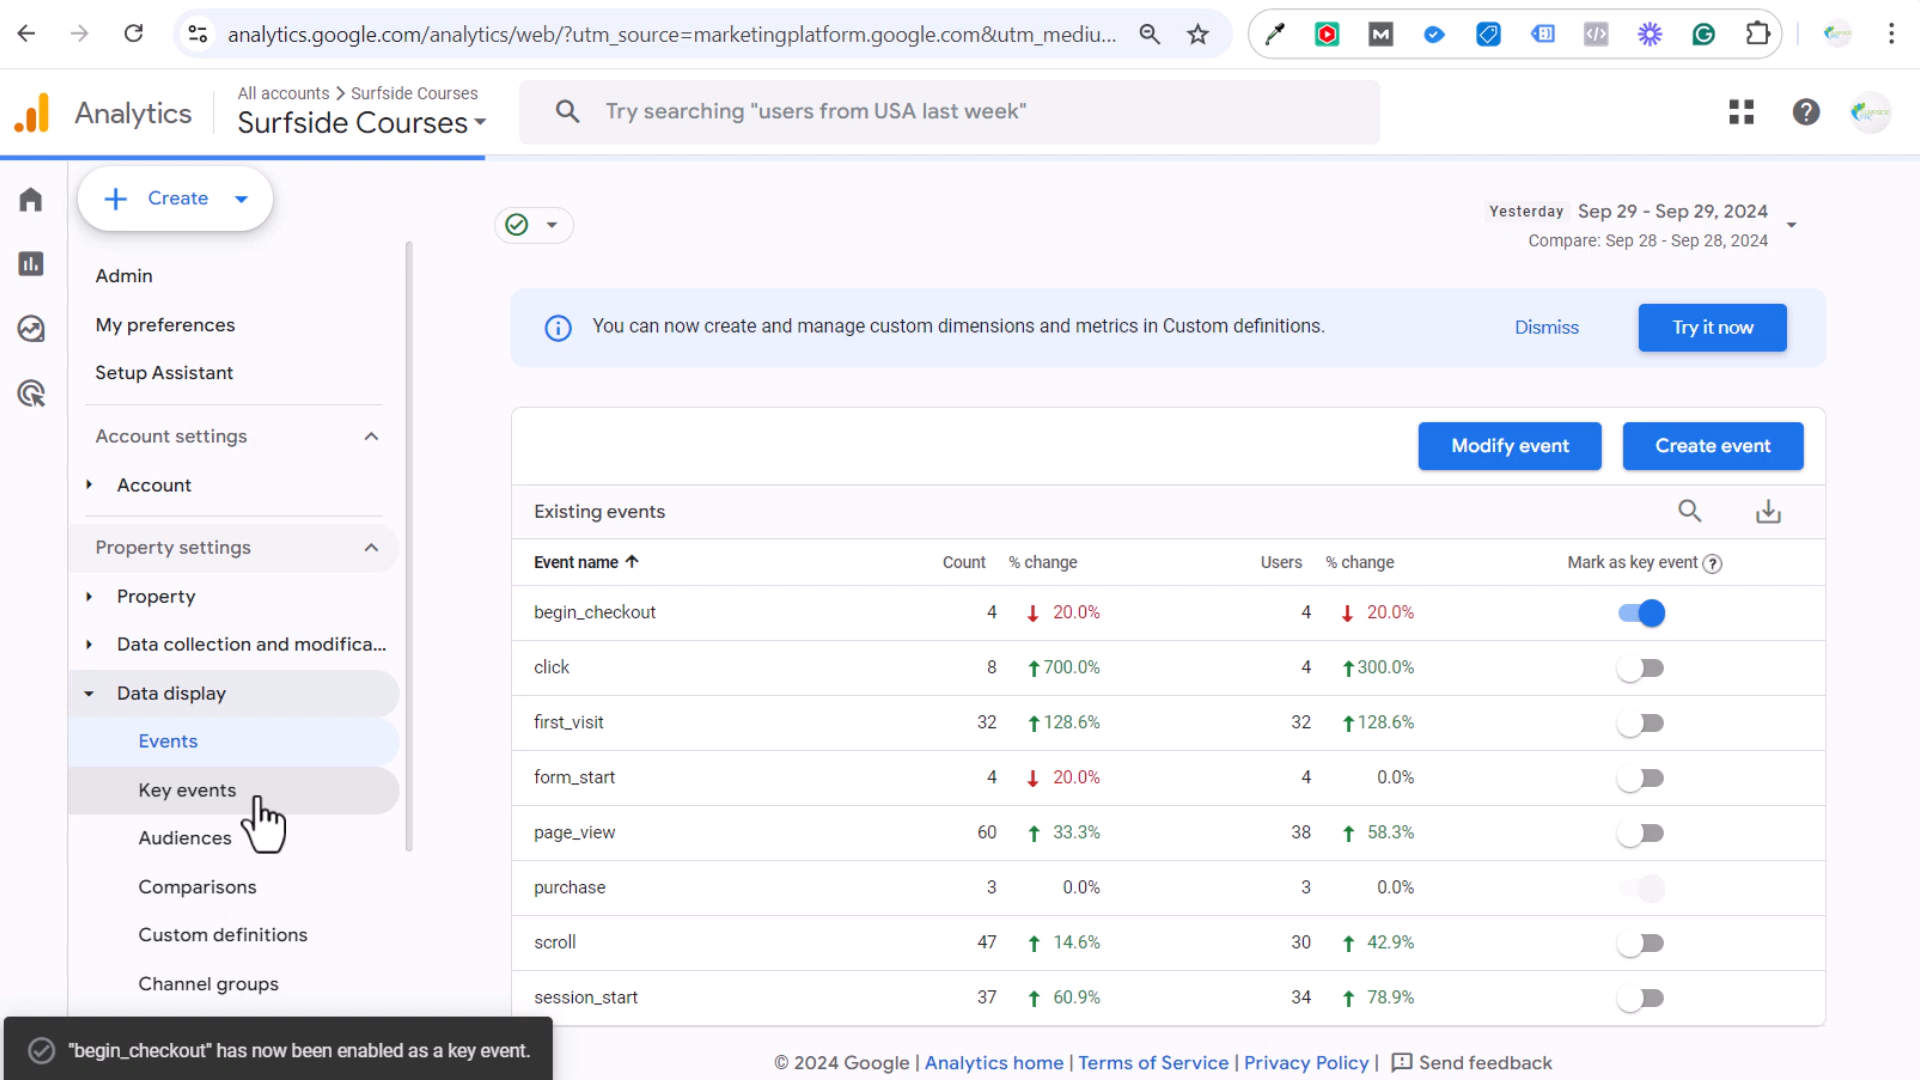 analytics.google.com/analytics/web/?utm_source=marketingplatform.google.com&utm_mediu...
Analytics
All accounts > Surfside Courses
Surfside Courses
Try searching "users from USA last week"
Create
Admin
My preferences
Setup Assistant
Account settings
Account
Property settings
Property
Data collection and modifica...
Data display
Events
Key events
Audiences
Comparisons
Custom definitions
Channel groups
Yesterday Sep 29 - Sep 29, 2024
Compare: Sep 28 - Sep 28, 2024
You can now create and manage custom dimensions and metrics in Custom definitions. Dismiss Try it now
Modify event Create event
Existing events
Event name ↑ Count % change Users % change Mark as key event ?
begin_checkout 4 ↓ 20.0% 4 ↓ 20.0%
click 8 ↑ 700.0% 4 ↑ 300.0%
first_visit 32 ↑ 128.6% 32 ↑ 128.6%
form_start 4 ↓ 20.0% 4 0.0%
page_view 60 ↑ 33.3% 38 ↑ 58.3%
purchase 3 0.0% 3 0.0%
scroll 47 ↑ 14.6% 30 ↑ 42.9%
session_start 37 ↑ 60.9% 34 ↑ 78.9%
"begin_checkout" has now been enabled as a key event.
© 2024 Google | Analytics home | Terms of Service | Privacy Policy | Send feedback